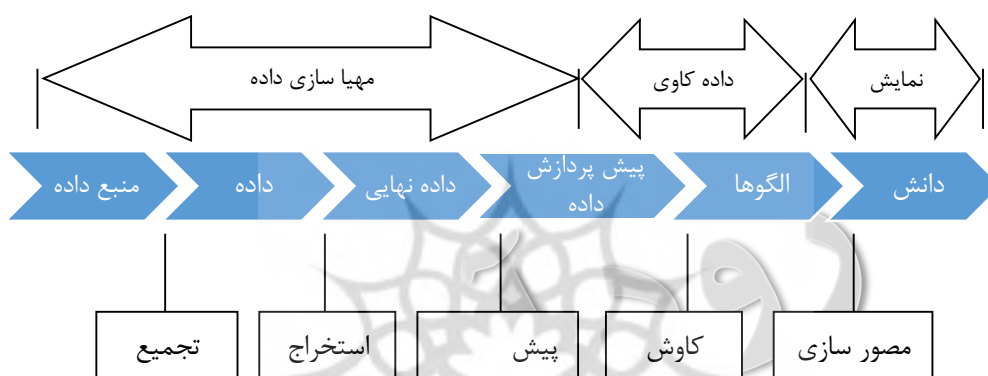 مهیا سازی داده
داده کاوی
نمایش
منبع داده
داده
داده نهایی
پیش پردازش
داده
الگوها
دانش
تجمیع
استخراج
پیش
کاوش
مصور سازی